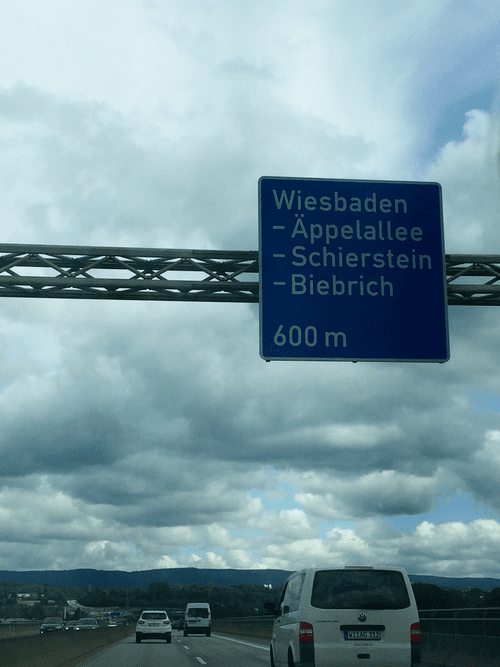 Wiesbaden
- Äppelallee
- Schierstein
- Biebrich
600 m